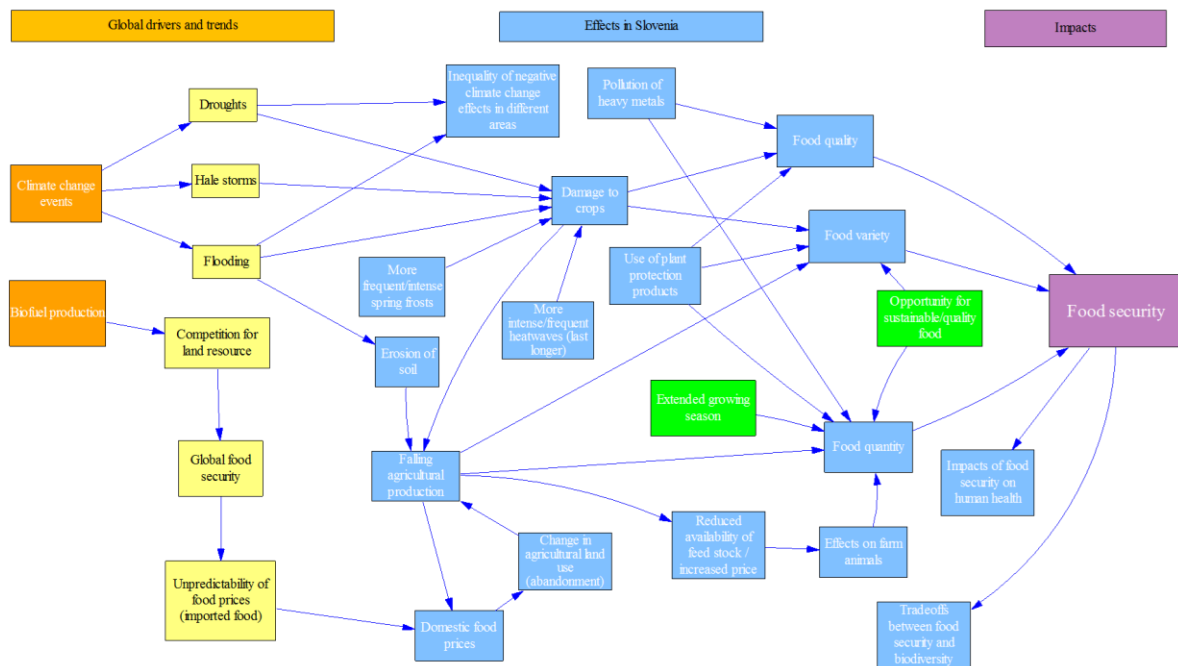 Global drivers and trends
Effects in Slovenia
Impacts
Droughts
Inequality of negative
climate change
effects in different
areas
Pollution of
heavy metals
Food quality
Climate change
events
Hale storms
Damage to
crops
Food variety
Flooding
More
frequent/intense
spring frosts
Use of plant
protection
products
Biofuel production
More
intense/frequent
heatwaves (last
longer)
Opportunity for
sustainable/quality
food
Food security
Competition for
land resource
Erosion of
soil
Extended growing
season
Food quantity
Global food
security
Falling
agricultural
production
Impacts of food
security on
human health
Reduced
availability of
feed stock /
increased price
Effects on farm
animals
Change in
agricultural land
use
(abandonment)
Unpredictability of
food prices
(imported food)
Domestic food
prices
Tradeoffs
between food
security and
biodiversity